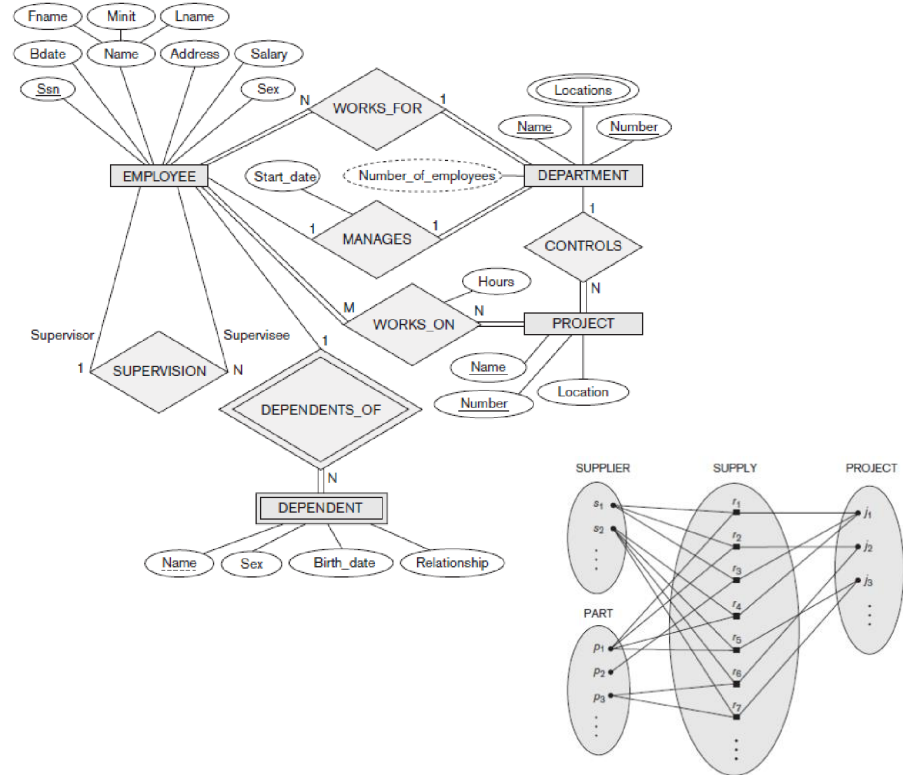 Fname
Minit
Lname
Bdate
Name
Address
Salary
Ssn
Sex
N
WORKS_FOR
1
Locations
Name
Number
EMPLOYEE
Start_date
Number_of_employees
DEPARTMENT
1
MANAGES
1
1
CONTROLS
N
Hours
M
WORKS_ON
N
PROJECT
Supervisor
Supervisee
1
SUPERVISION
N
1
Name
Number
Location
DEPENDENTS_OF
N
DEPENDENT
Name
Sex
Birth_date
Relationship
SUPPLIER
SUPPLY
PROJECT
s1
s2
PART
p1
p2
p3
r1
r2
r3
r4
r5
r6
r7
j1
j2
j3